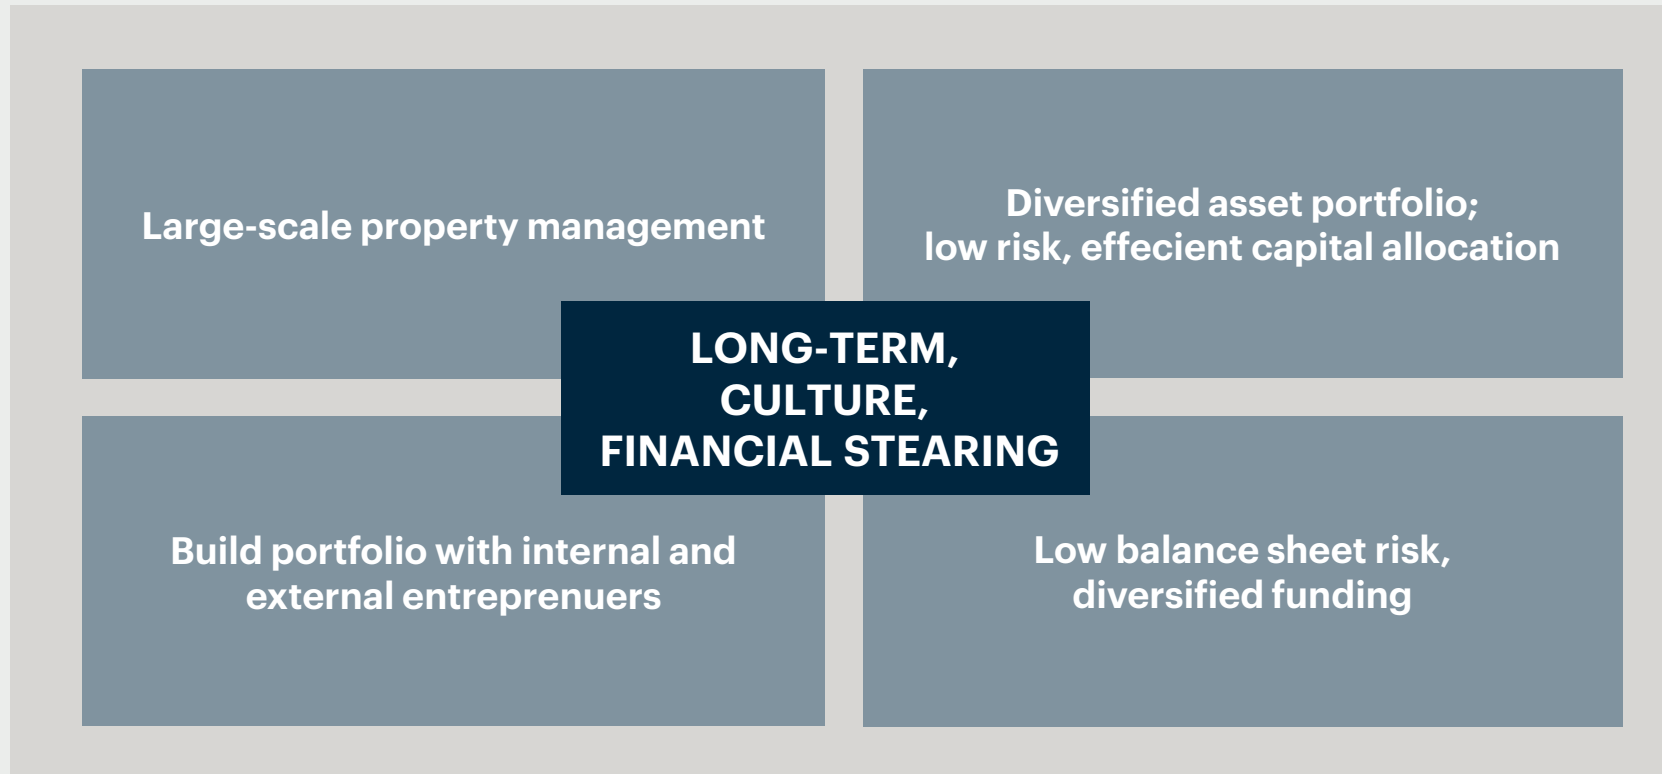 Large-scale property management
Diversified asset portfolio;
low risk, effecient capital allocation
LONG-TERM,
CULTURE,
FINANCIAL STEARING
Build portfolio with internal and
external entreprenuers
Low balance sheet risk,
diversified funding